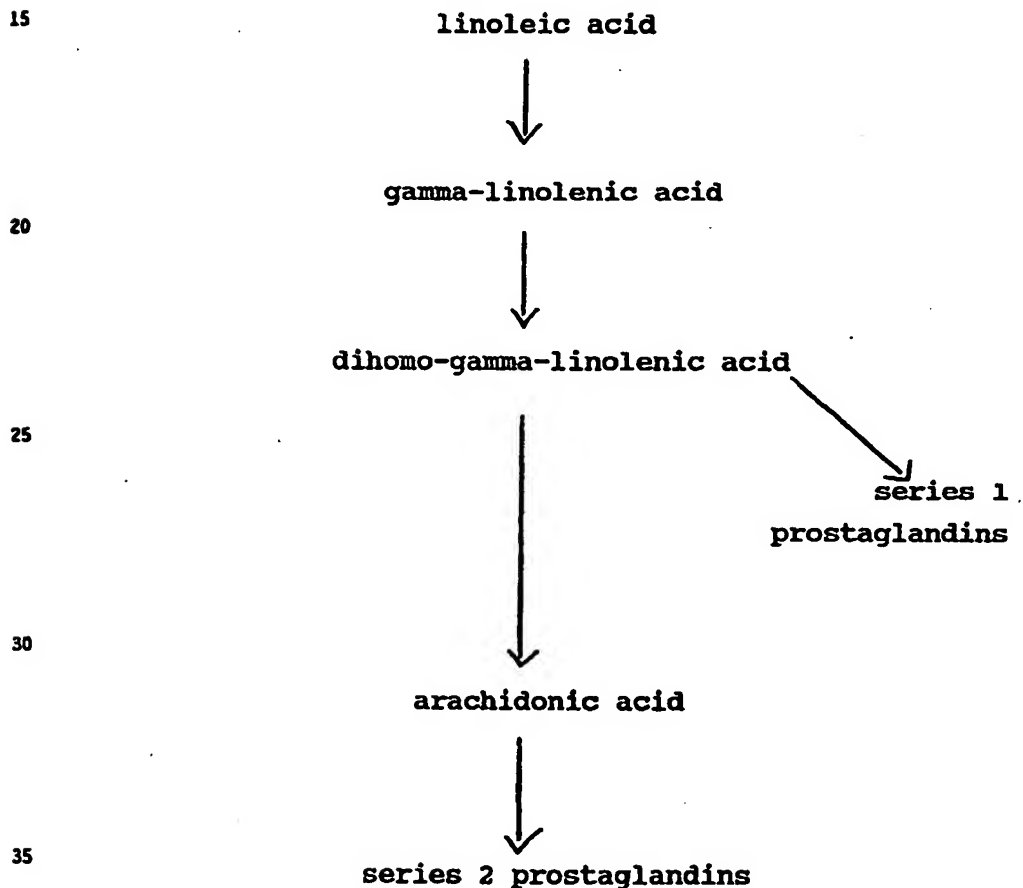 15
linoleic acid
gamma-linolenic acid
20
dihomo-gamma-linolenic acid
25
series 1
prostaglandins
30
arachidonic acid
35
series 2 prostaglandins